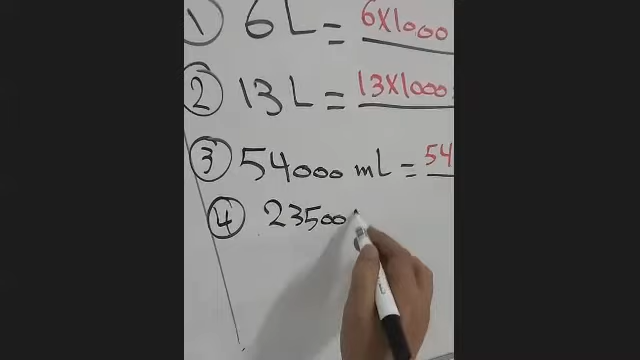 ① 6L = 6x1000
② 13L = 13x1000
③ 54000 mL = 54
④ 23500